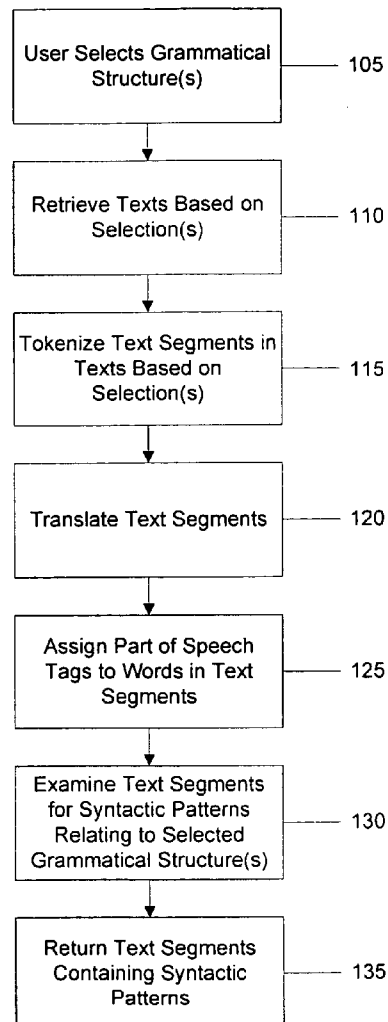 User Selects Grammatical
Structure(s)
105
Retrieve Texts Based on
Selection(s)
110
Tokenize Text Segments in
Texts Based on
Selection(s)
115
Translate Text Segments
120
Assign Part of Speech
Tags to Words in Text
Segments
125
Examine Text Segments
for Syntactic Patterns
Relating to Selected
Grammatical Structure(s)
130
Return Text Segments
Containing Syntactic
Patterns
135